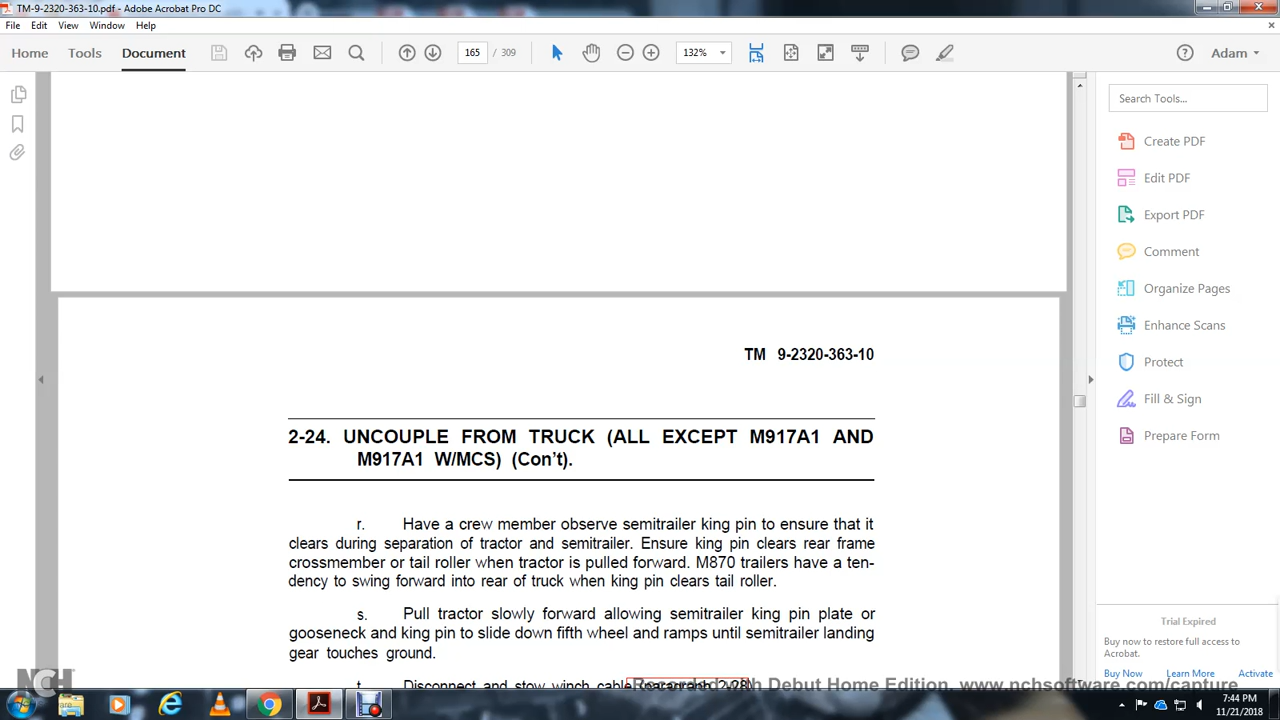 TM-9-2320-363-10.pdf - Adobe Acrobat Pro DC
File Edit View Window Help
Home Tools Document 165 / 309 132% Adam
Search Tools...
Create PDF
Edit PDF
Export PDF
Comment
Organize Pages
Enhance Scans
Protect
Fill & Sign
Prepare Form
TM 9-2320-363-10
2-24. UNCOUPLE FROM TRUCK (ALL EXCEPT M917A1 AND
M917A1 W/MCS) (Con't).
r. Have a crew member observe semitrailer king pin to ensure that it
clears during separation of tractor and semitrailer. Ensure king pin clears rear frame
crossmember or tail roller when tractor is pulled forward. M870 trailers have a ten-
dency to swing forward into rear of truck when king pin clears tail roller.
s. Pull tractor slowly forward allowing semitrailer king pin plate or
gooseneck and king pin to slide down fifth wheel and ramps until semitrailer landing
gear touches ground.
t. Disconnect and stow winch cable (paragraph 2-28).
Trial Expired
Buy now to restore full access to
Acrobat.
Buy Now Learn More Activate
NCH
Recorded with Debut Home Edition. www.nchsoftware.com/capture
7:44 PM
11/21/2018